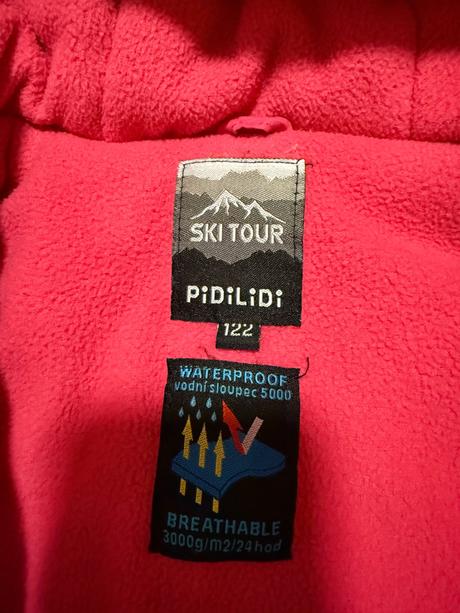 SKI TOUR
PiDiLiDi
122
WATERPROOF
vodní sloupec 5000
BREATHABLE
3000g/m2/24hod